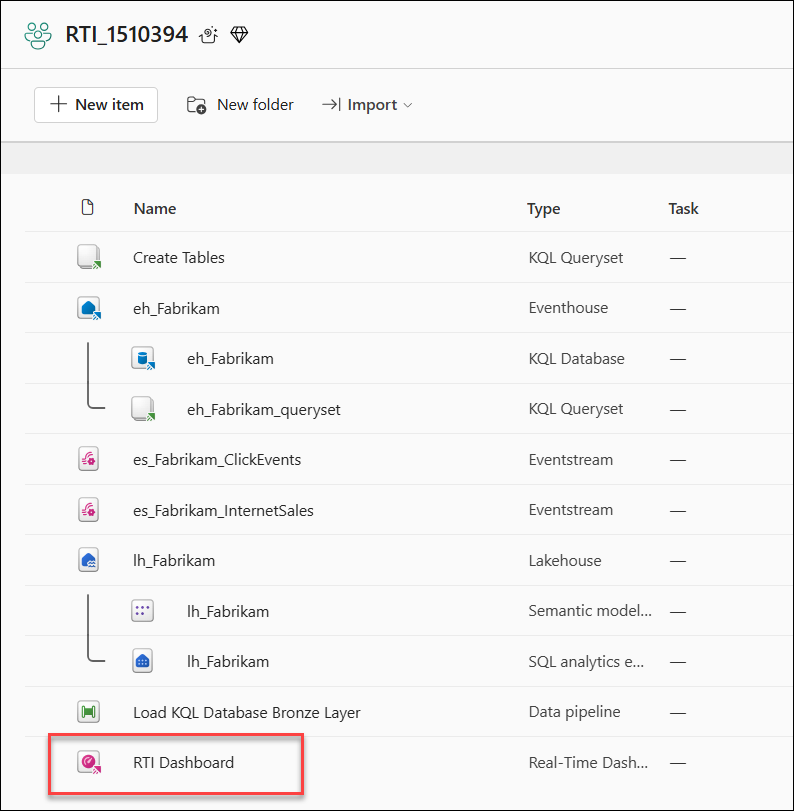 RTI_1510394
New item New folder Import
Name Type Task
Create Tables KQL Queryset —
eh_Fabrikam Eventhouse —
eh_Fabrikam KQL Database —
eh_Fabrikam_queryset KQL Queryset —
es_Fabrikam_ClickEvents Eventstream —
es_Fabrikam_InternetSales Eventstream —
lh_Fabrikam Lakehouse —
lh_Fabrikam Semantic model... —
lh_Fabrikam SQL analytics e... —
Load KQL Database Bronze Layer Data pipeline —
RTI Dashboard Real-Time Dash... —